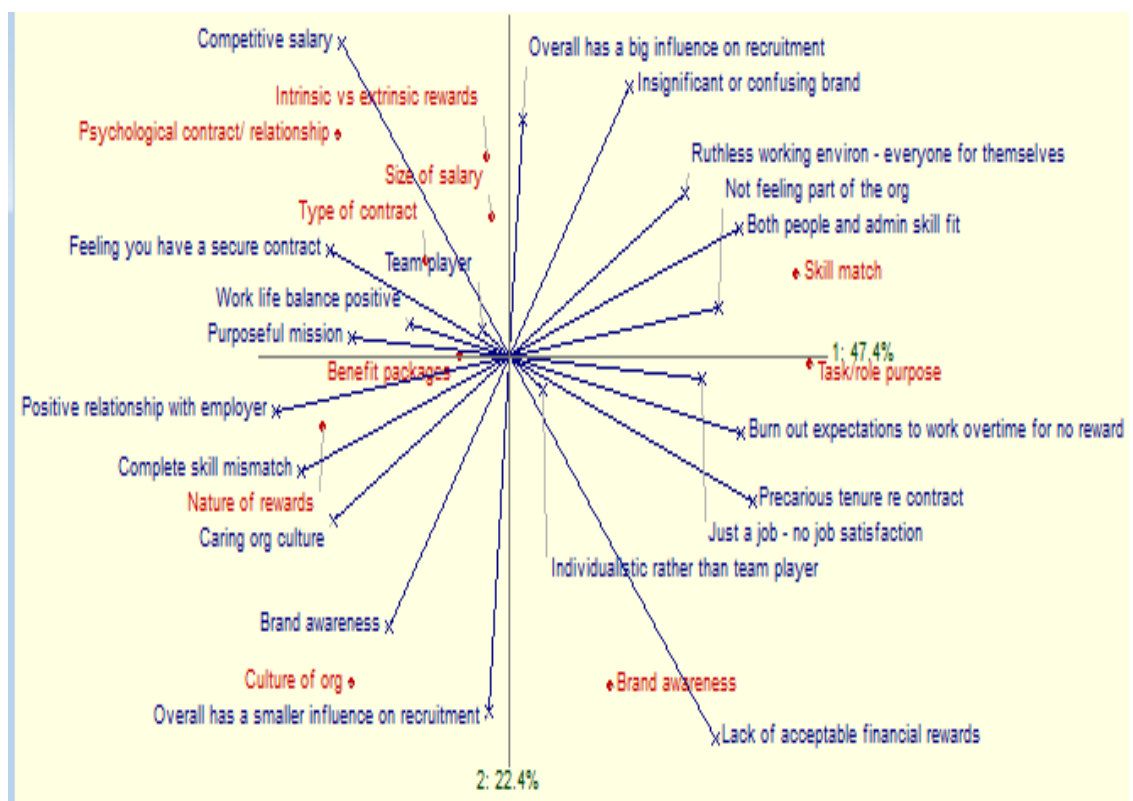 Competitive salary
Overall has a big influence on recruitment
Insignificant or confusing brand
Intrinsic vs extrinsic rewards
Psychological contract/ relationship
Ruthless working environ - everyone for themselves
Size of salary
Not feeling part of the org
Type of contract
Both people and admin skill fit
Feeling you have a secure contract
Team player
Skill match
Work life balance positive
Purposeful mission
1: 47.4%
Benefit packages
Task/role purpose
Positive relationship with employer
Burn out expectations to work overtime for no reward
Complete skill mismatch
Nature of rewards
Precarious tenure re contract
Caring org culture
Just a job - no job satisfaction
Individualistic rather than team player
Brand awareness
Culture of org
Brand awareness
Overall has a smaller influence on recruitment
Lack of acceptable financial rewards
2: 22.4%